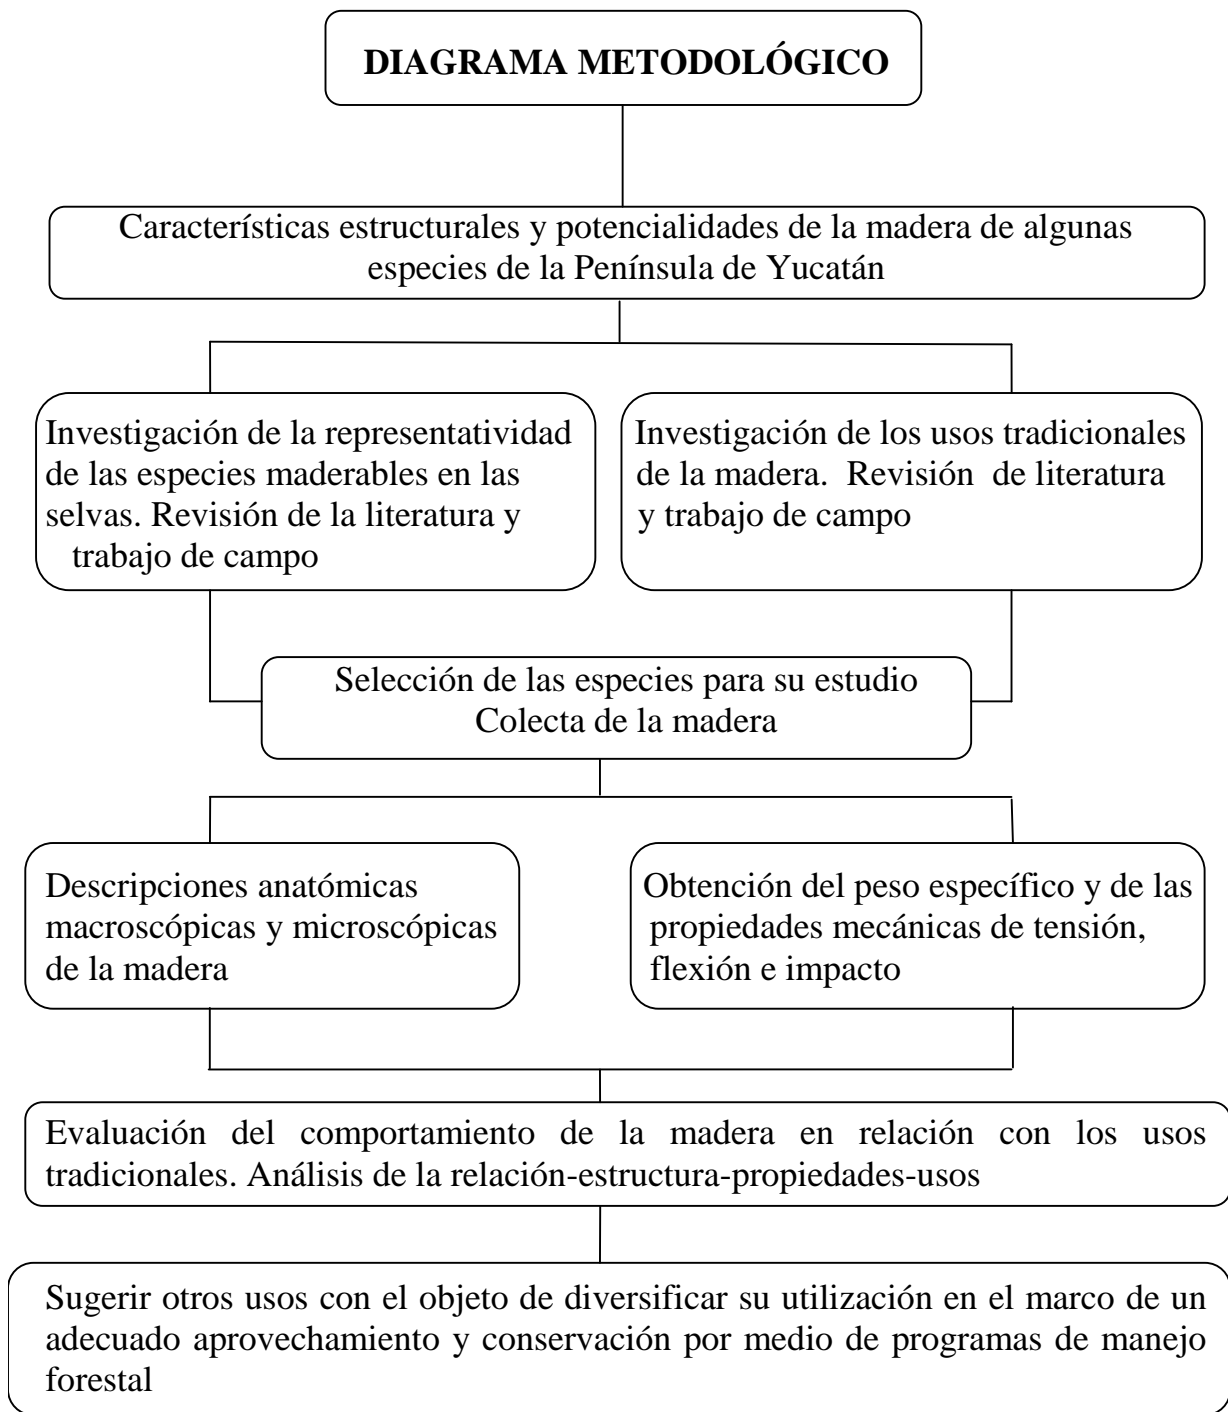 DIAGRAMA METODOLÓGICO
Características estructurales y potencialidades de la madera de algunas
especies de la Península de Yucatán
Investigación de la representatividad
de las especies maderables en las
selvas. Revisión de la literatura y
trabajo de campo
Investigación de los usos tradicionales
de la madera. Revisión de literatura
y trabajo de campo
Selección de las especies para su estudio
Colecta de la madera
Descripciones anatómicas
macroscópicas y microscópicas
de la madera
Obtención del peso específico y de las
propiedades mecánicas de tensión,
flexión e impacto
Evaluación del comportamiento de la madera en relación con los usos
tradicionales. Análisis de la relación-estructura-propiedades-usos
Sugerir otros usos con el objeto de diversificar su utilización en el marco de un
adecuado aprovechamiento y conservación por medio de programas de manejo
forestal